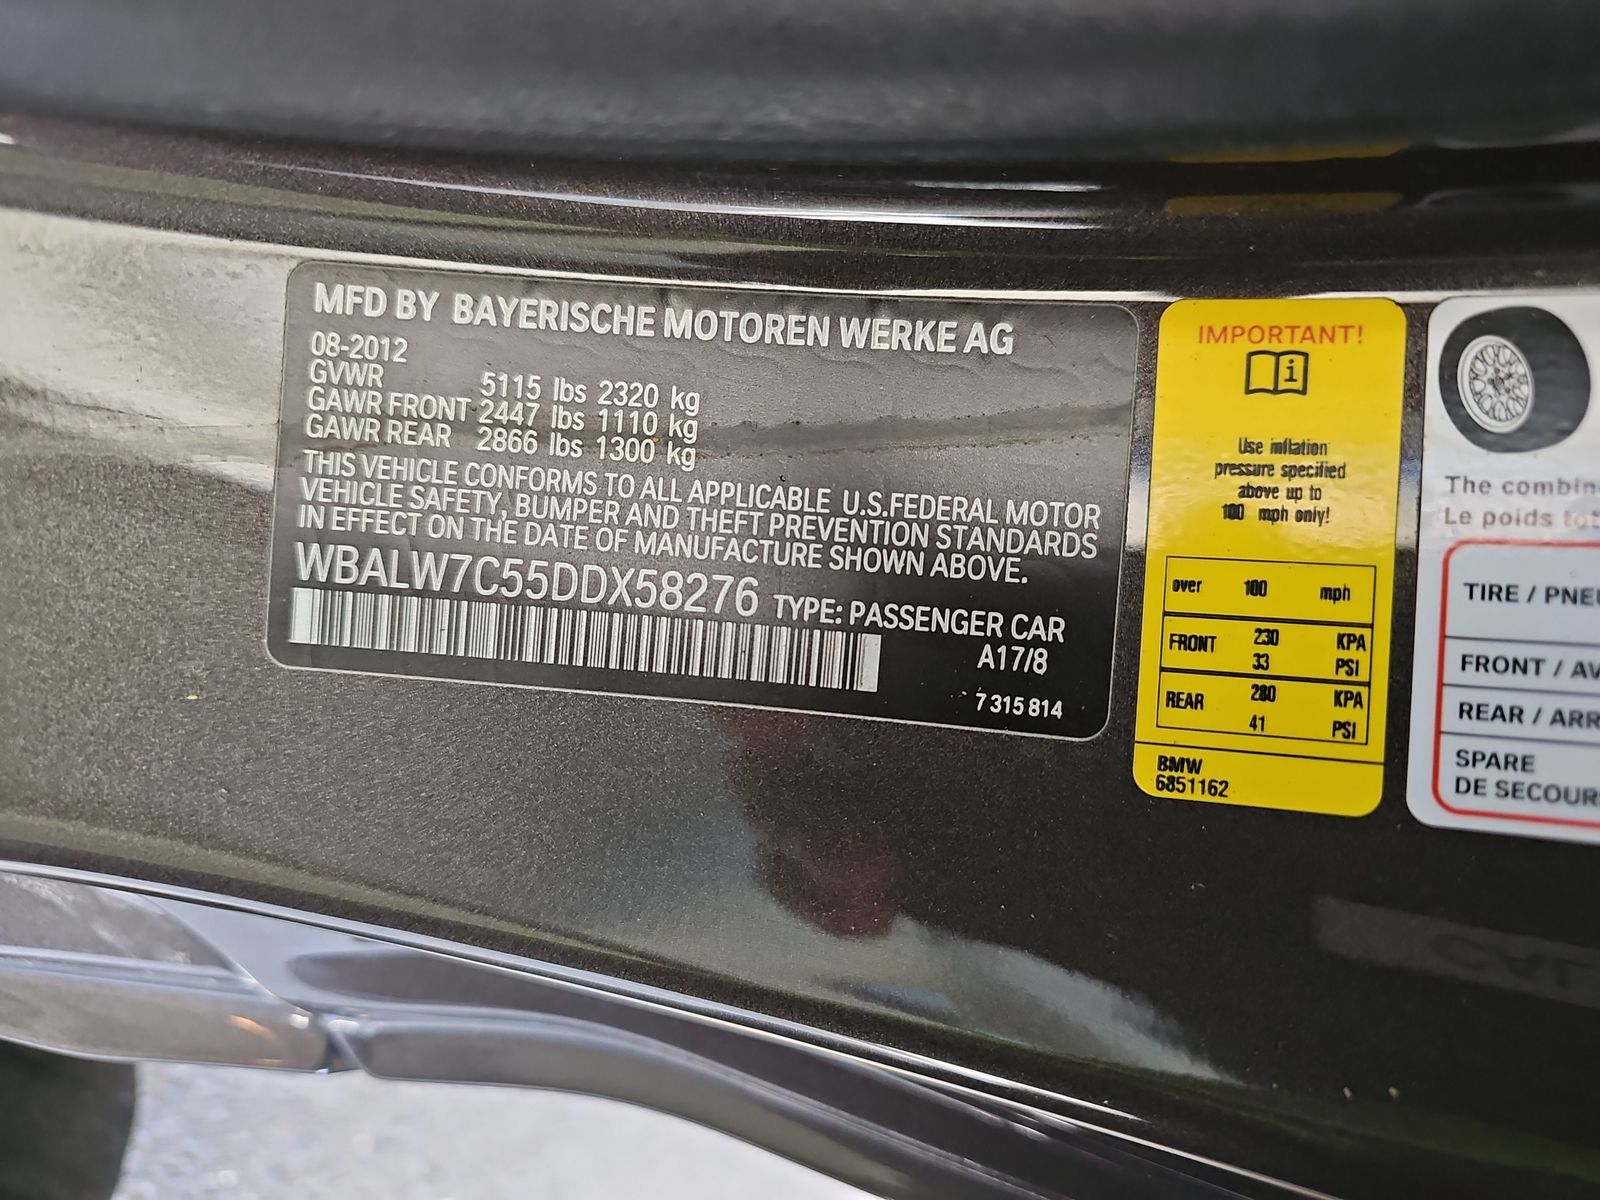 MFD BY BAYERISCHE MOTOREN WERKE AG
08-2012
GVWR 5115 lbs 2320 kg
GAWR FRONT 2447 lbs 1110 kg
GAWR REAR 2866 lbs 1300 kg
THIS VEHICLE CONFORMS TO ALL APPLICABLE U.S.FEDERAL MOTOR
VEHICLE SAFETY, BUMPER AND THEFT PREVENTION STANDARDS
IN EFFECT ON THE DATE OF MANUFACTURE SHOWN ABOVE.
WBALW7C55DDX58276 TYPE: PASSENGER CAR
A17/8
7 315 814
IMPORTANT!
i
Use inflation
pressure specified
above up to
100 mph only!
over 100 mph
FRONT 230 KPA
33 PSI
REAR 280 KPA
41 PSI
BMW
6851162
The combin
Le poids tot
TIRE / PNEU
FRONT / AV
REAR / ARR
SPARE
DE SECOUR